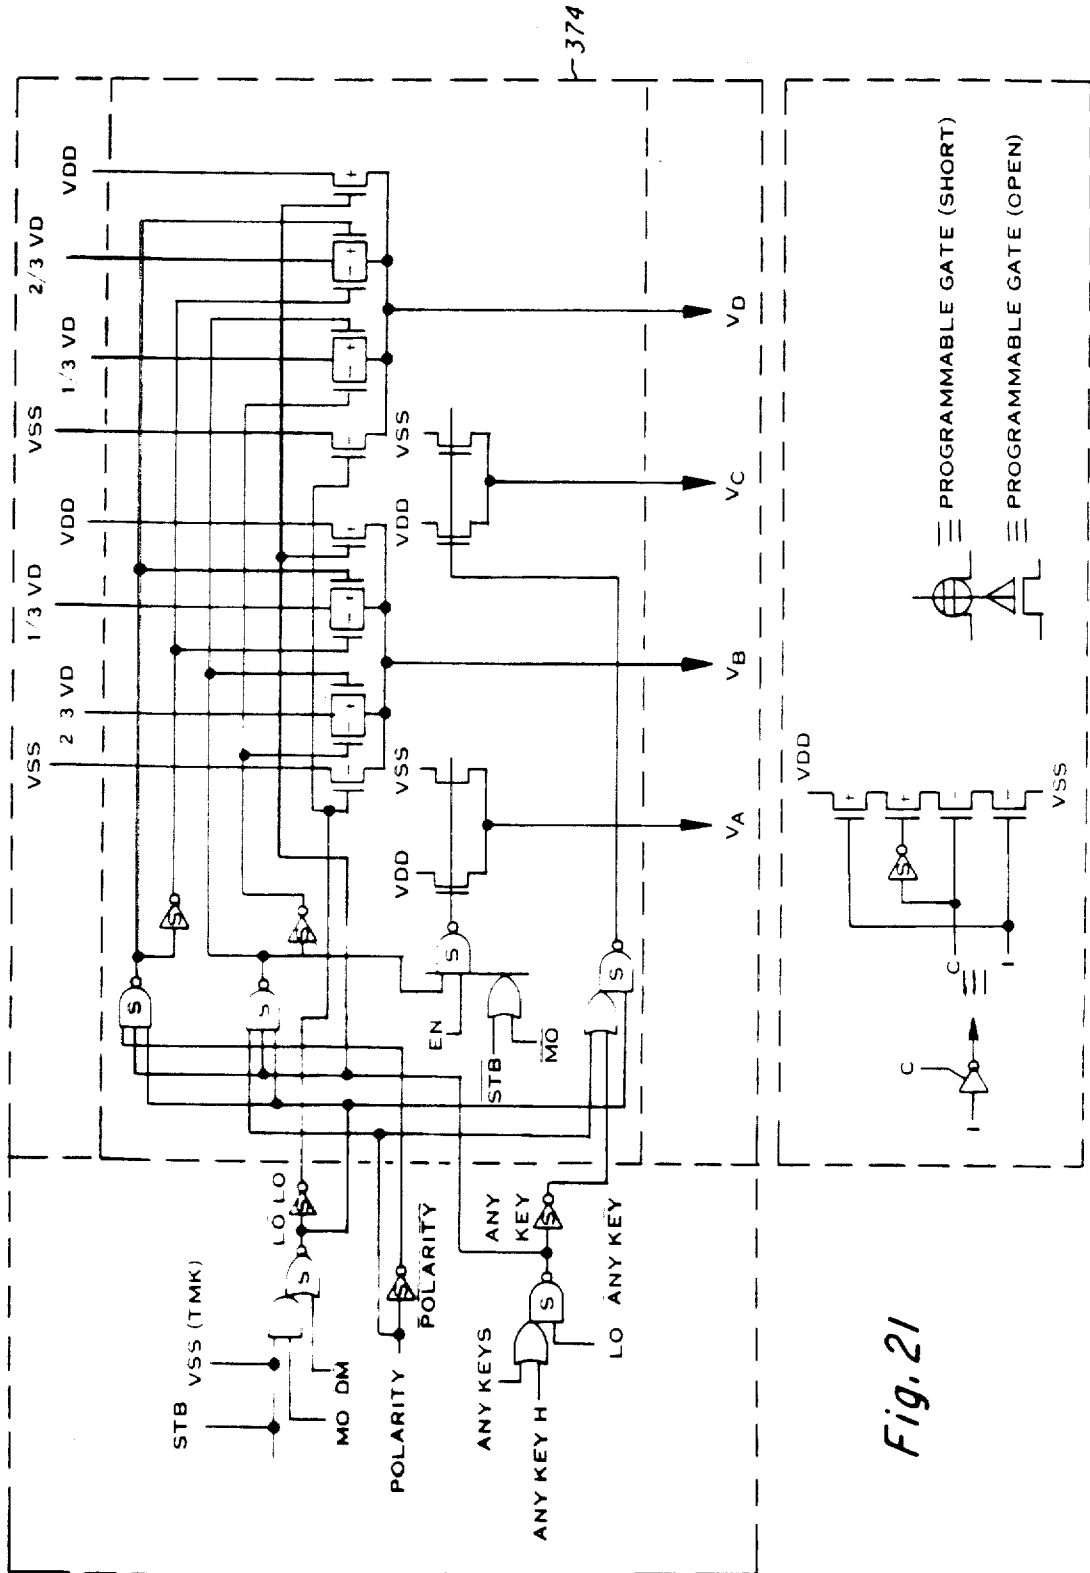 374
VSS
2 3 VD
1/3 VD
VDD
VSS
1/3 VD
2/3 VD
VDD
VDD
VSS
VDD
VSS
S
S
S
S
S
S
EN
STB
MO
VA
VB
VC
VD
STB
VSS (TMK)
MO
DM
S
LO
LO
S
POLARITY
POLARITY
S
ANY KEYS
ANY KEY H
S
LO
ANY KEY
ANY
KEY
S
I
C
C
I
S
VDD
VSS
≡ PROGRAMMABLE GATE (SHORT)
≡ PROGRAMMABLE GATE (OPEN)
Fig. 21